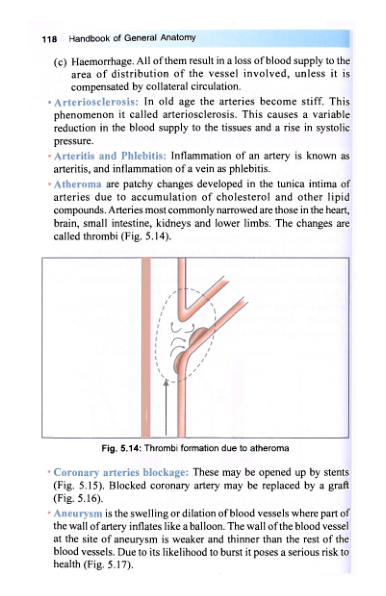 118 Handbook of General Anatomy
(c) Haemorrhage. All of them result in a loss of blood supply to the
area of distribution of the vessel involved, unless it is
compensated by collateral circulation.
• Arteriosclerosis: In old age the arteries become stiff. This
phenomenon it called arteriosclerosis. This causes a variable
reduction in the blood supply to the tissues and a rise in systolic
pressure.
• Arteritis and Phlebitis: Inflammation of an artery is known as
arteritis, and inflammation of a vein as phlebitis.
• Atheroma are patchy changes developed in the tunica intima of
arteries due to accumulation of cholesterol and other lipid
compounds. Arteries most commonly narrowed are those in the heart,
brain, small intestine, kidneys and lower limbs. The changes are
called thrombi (Fig. 5.14).
Fig. 5.14: Thrombi formation due to atheroma
• Coronary arteries blockage: These may be opened up by stents
(Fig. 5.15). Blocked coronary artery may be replaced by a graft
(Fig. 5.16).
• Aneurysm is the swelling or dilation of blood vessels where part of
the wall of artery inflates like a balloon. The wall of the blood vessel
at the site of aneurysm is weaker and thinner than the rest of the
blood vessels. Due to its likelihood to burst it poses a serious risk to
health (Fig. 5.17).